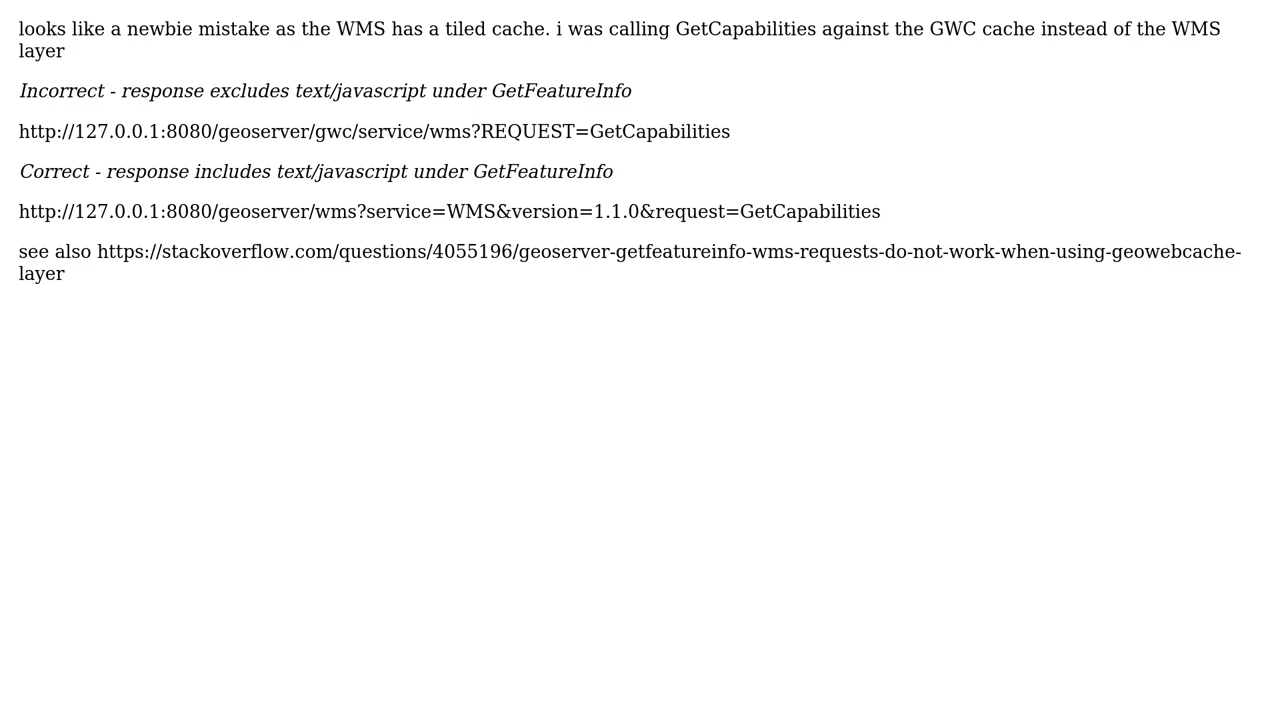 looks like a newbie mistake as the WMS has a tiled cache. i was calling GetCapabilities against the GWC cache instead of the WMS
layer
Incorrect - response excludes text/javascript under GetFeatureInfo
http://127.0.0.1:8080/geoserver/gwc/service/wms?REQUEST=GetCapabilities
Correct - response includes text/javascript under GetFeatureInfo
http://127.0.0.1:8080/geoserver/wms?service=WMS&version=1.1.0&request=GetCapabilities
see also https://stackoverflow.com/questions/4055196/geoserver-getfeatureinfo-wms-requests-do-not-work-when-using-geowebcache-
layer